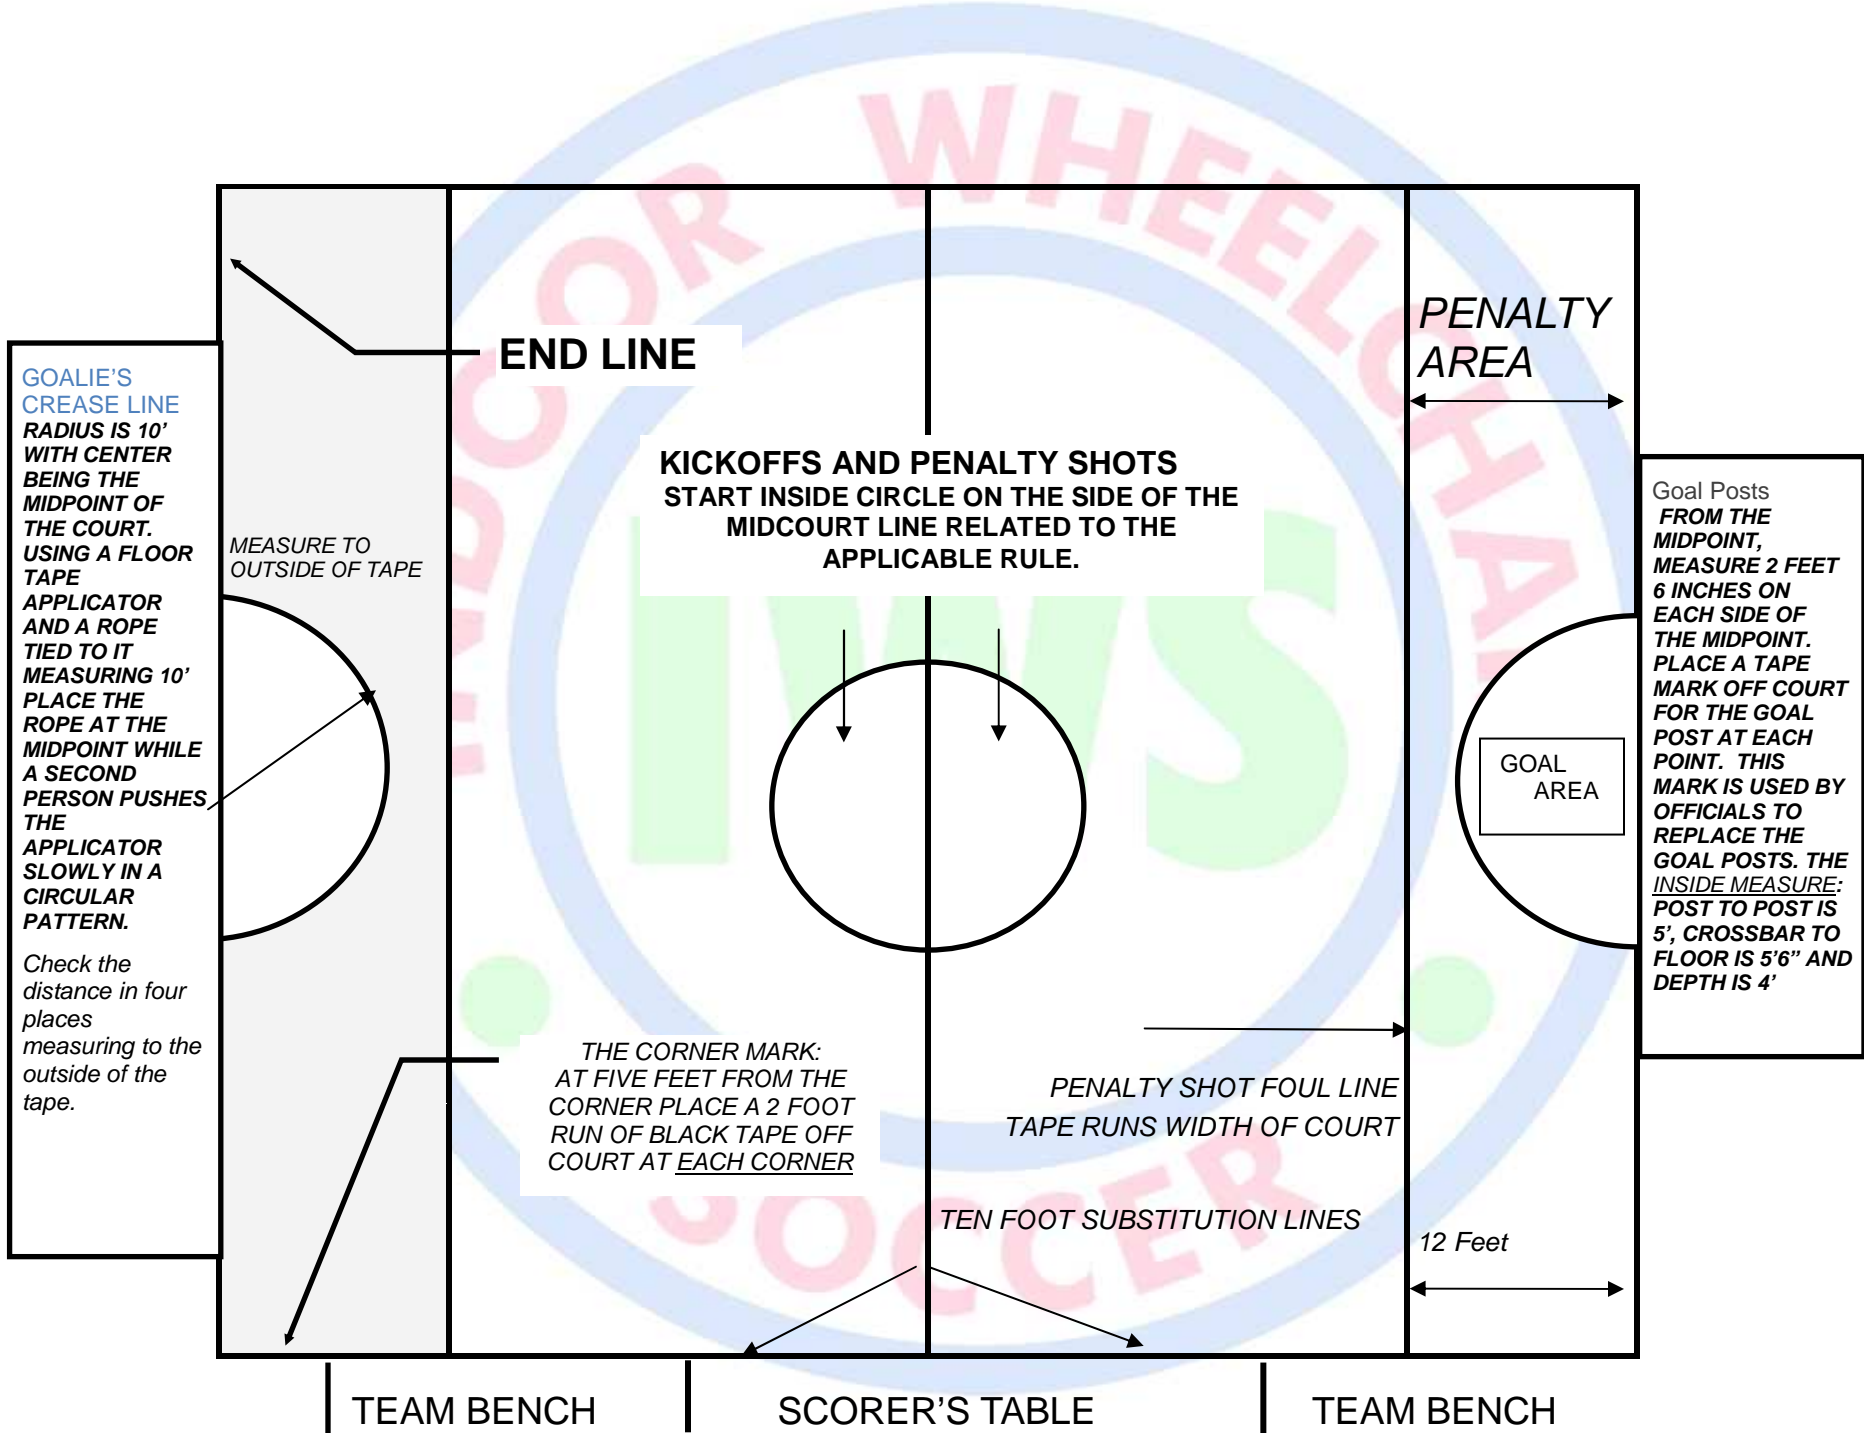 INDOOR WHEELCHAIR
IWS
SOCCER
END LINE
PENALTY
AREA
GOALIE’S
CREASE LINE
RADIUS IS 10’
WITH CENTER
BEING THE
MIDPOINT OF
THE COURT.
USING A FLOOR
TAPE
APPLICATOR
AND A ROPE
TIED TO IT
MEASURING 10’
PLACE THE
ROPE AT THE
MIDPOINT WHILE
A SECOND
PERSON PUSHES
THE
APPLICATOR
SLOWLY IN A
CIRCULAR
PATTERN.
Check the
distance in four
places
measuring to the
outside of the
tape.
MEASURE TO
OUTSIDE OF TAPE
KICKOFFS AND PENALTY SHOTS
START INSIDE CIRCLE ON THE SIDE OF THE
MIDCOURT LINE RELATED TO THE
APPLICABLE RULE.
GOAL
AREA
Goal Posts
FROM THE
MIDPOINT,
MEASURE 2 FEET
6 INCHES ON
EACH SIDE OF
THE MIDPOINT.
PLACE A TAPE
MARK OFF COURT
FOR THE GOAL
POST AT EACH
POINT. THIS
MARK IS USED BY
OFFICIALS TO
REPLACE THE
GOAL POSTS. THE
INSIDE MEASURE:
POST TO POST IS
5’, CROSSBAR TO
FLOOR IS 5’6” AND
DEPTH IS 4’
THE CORNER MARK:
AT FIVE FEET FROM THE
CORNER PLACE A 2 FOOT
RUN OF BLACK TAPE OFF
COURT AT EACH CORNER
PENALTY SHOT FOUL LINE
TAPE RUNS WIDTH OF COURT
TEN FOOT SUBSTITUTION LINES
12 Feet
TEAM BENCH
SCORER’S TABLE
TEAM BENCH